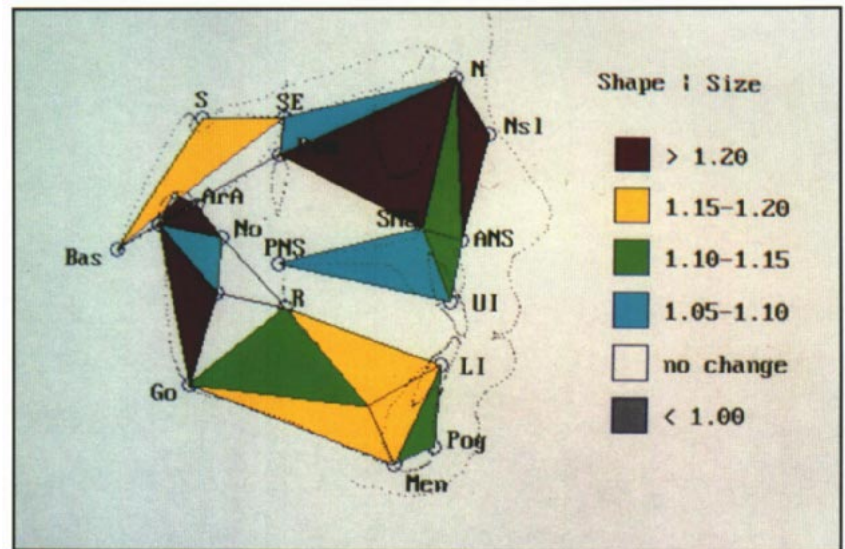 N
S
SE
Nsl
Shape ¦ Size
> 1.20
ArA
1.15-1.20
No
ANS
Bas
PNS
1.10-1.15
R
UI
1.05-1.10
LI
no change
Go
< 1.00
Pog
Men